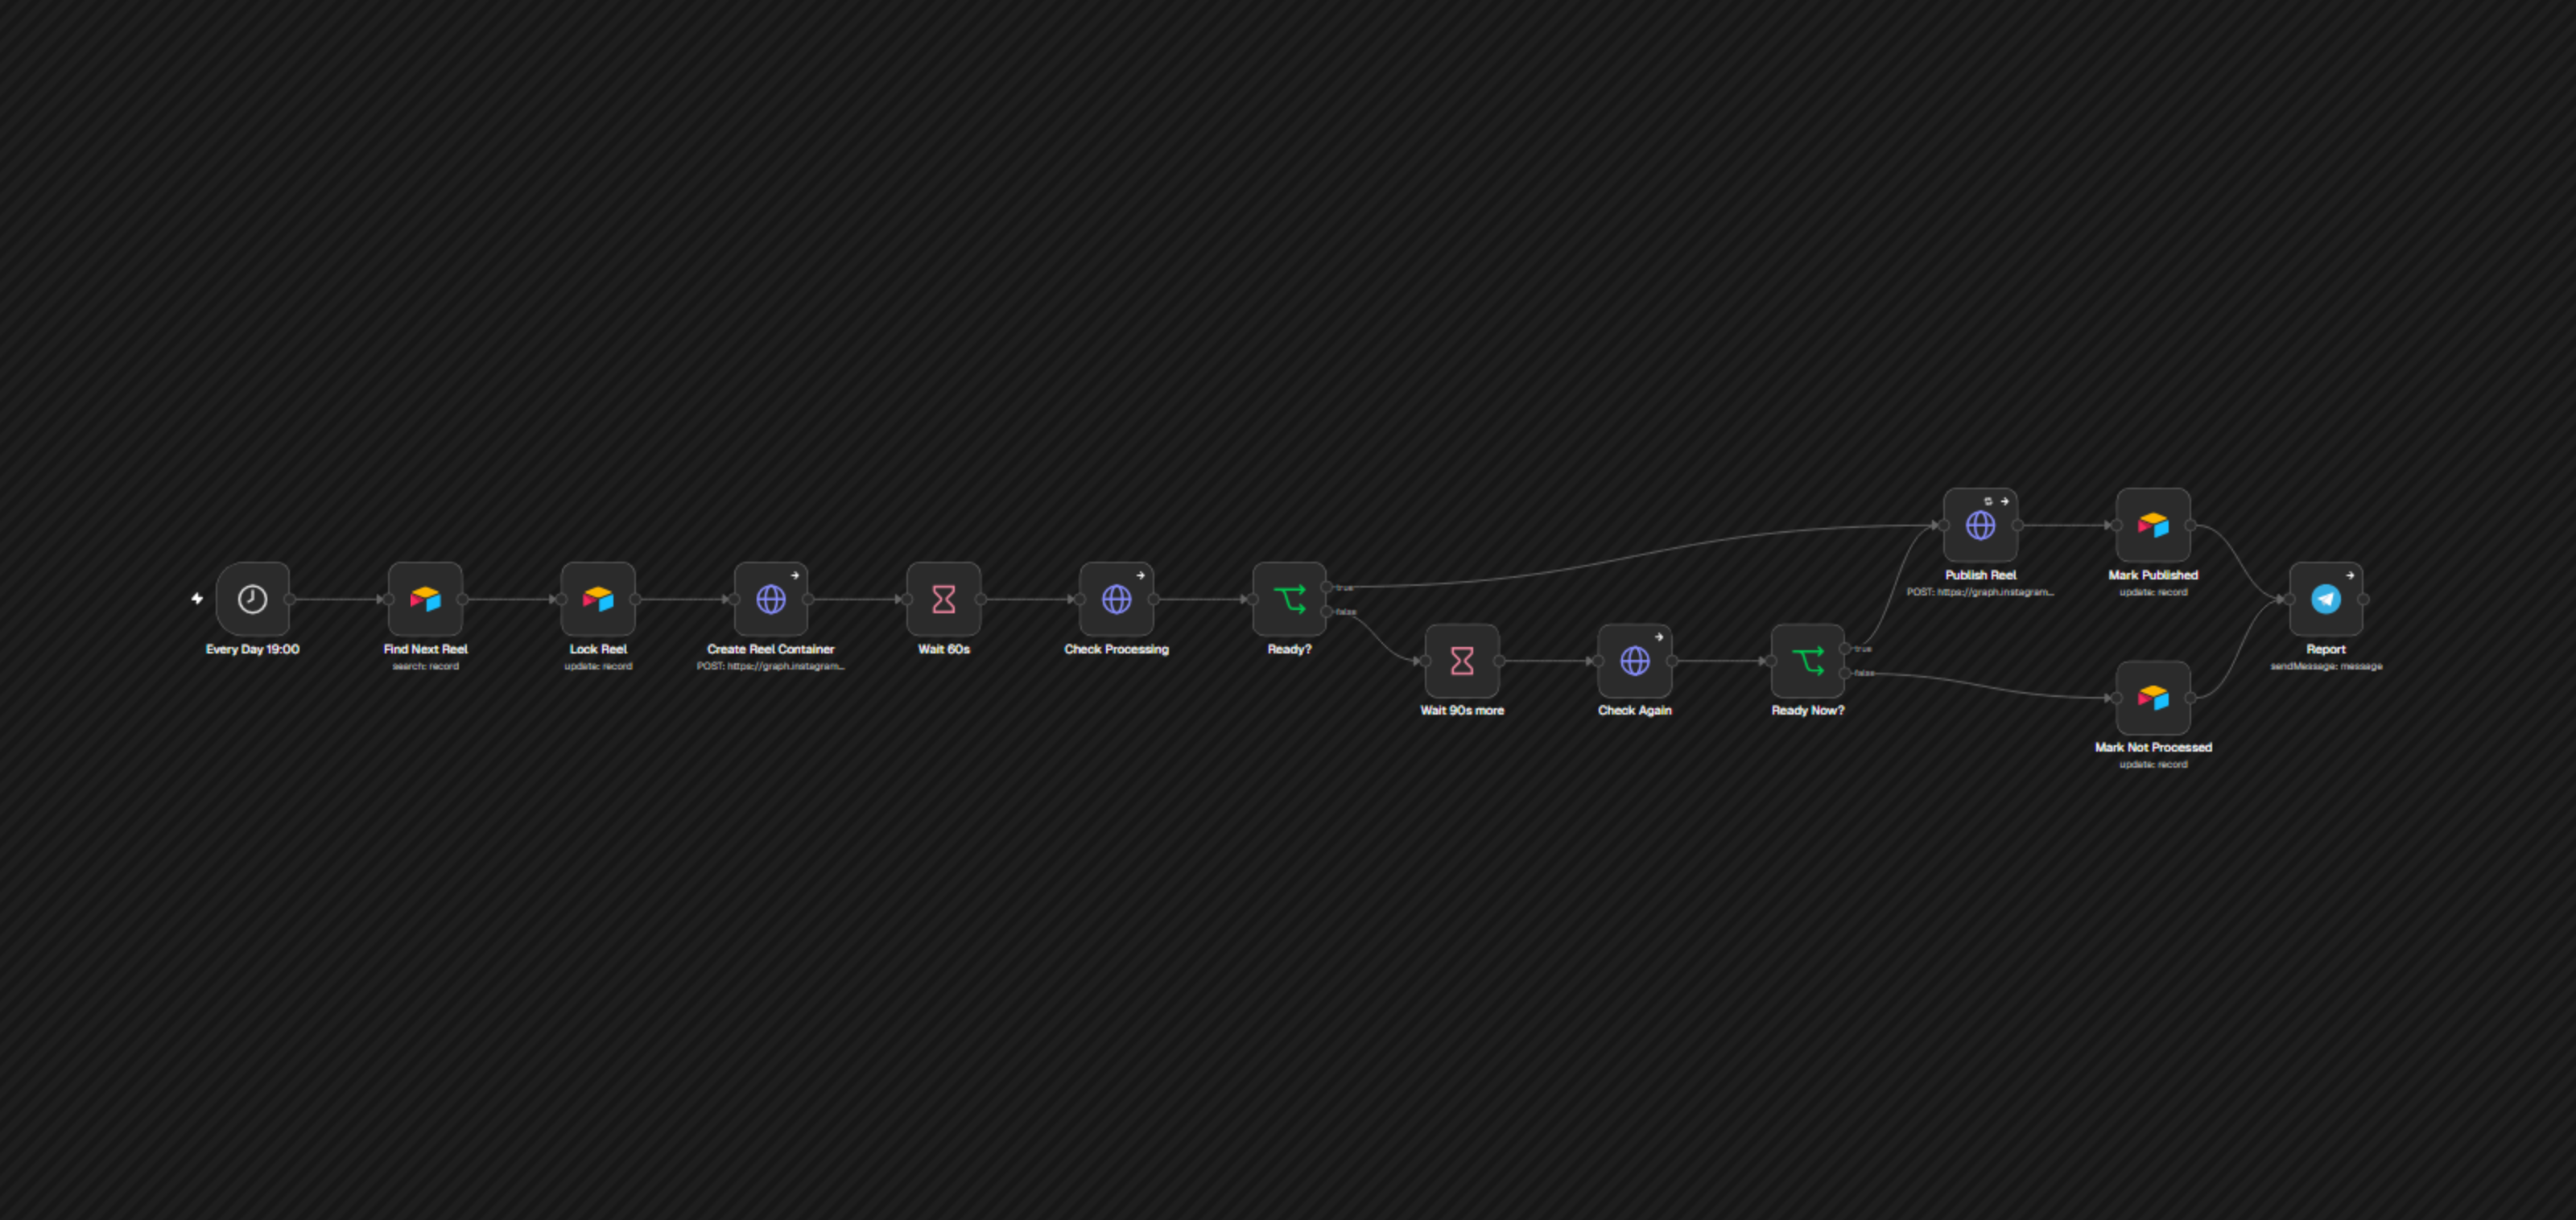 Every Day 19:00
Find Next Reel
search: record
Lock Reel
update: record
Create Reel Container
POST: https://graph.instagram...
Wait 60s
Check Processing
true
false
Ready?
Wait 90s more
Check Again
true
false
Ready Now?
Publish Reel
POST: https://graph.instagram...
Mark Published
update: record
Mark Not Processed
update: record
Report
sendMessage: message